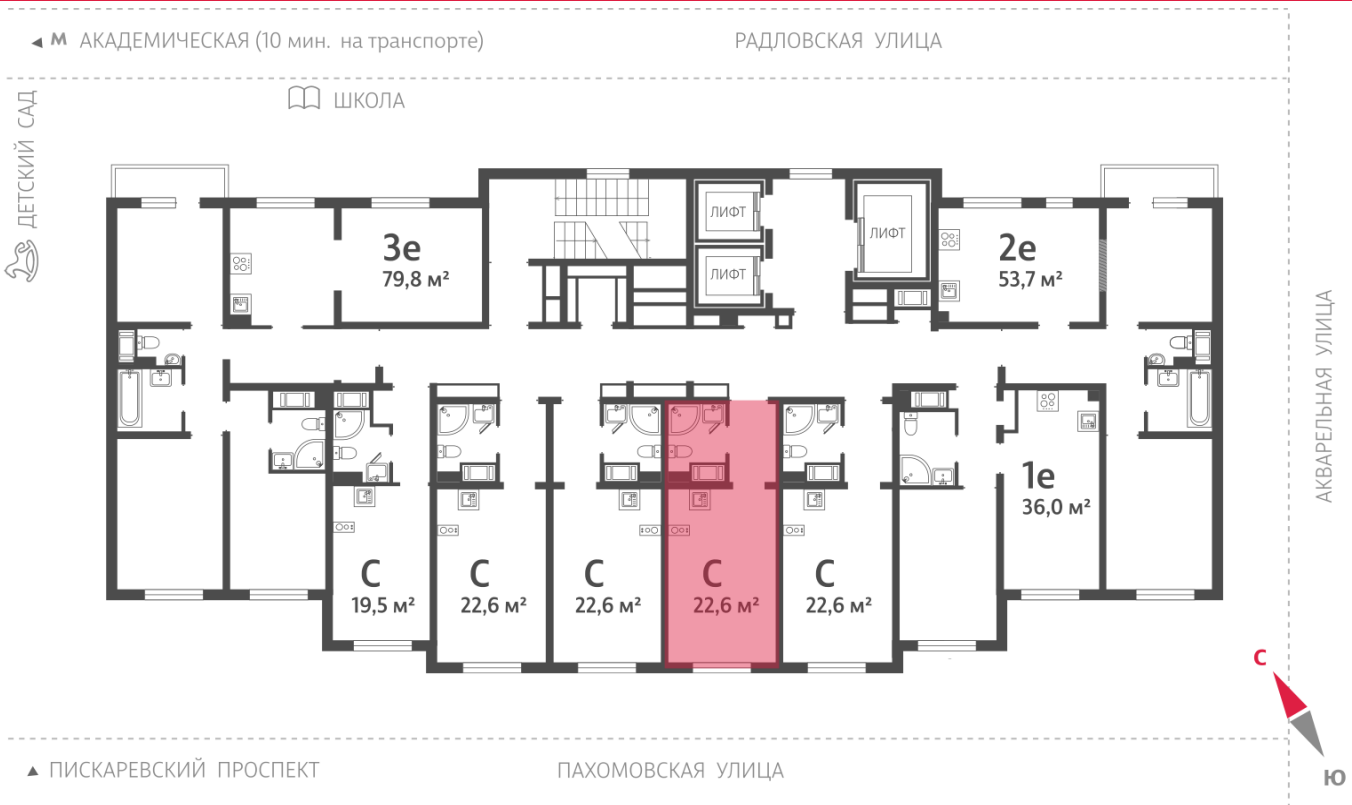 М АКАДЕМИЧЕСКАЯ (10 мин. на транспорте)
РАДЛОВСКАЯ УЛИЦА
ШКОЛА
ДЕТСКИЙ САД
ЛИФТ
ЛИФТ
ЛИФТ
3е
79,8 м²
2е
53,7 м²
АКВАРЕЛЬНАЯ УЛИЦА
1е
36,0 м²
С
19,5 м²
С
22,6 м²
С
22,6 м²
С
22,6 м²
С
22,6 м²
С
Ю
ПИСКАРЕВСКИЙ ПРОСПЕКТ
ПАХОМОВСКАЯ УЛИЦА